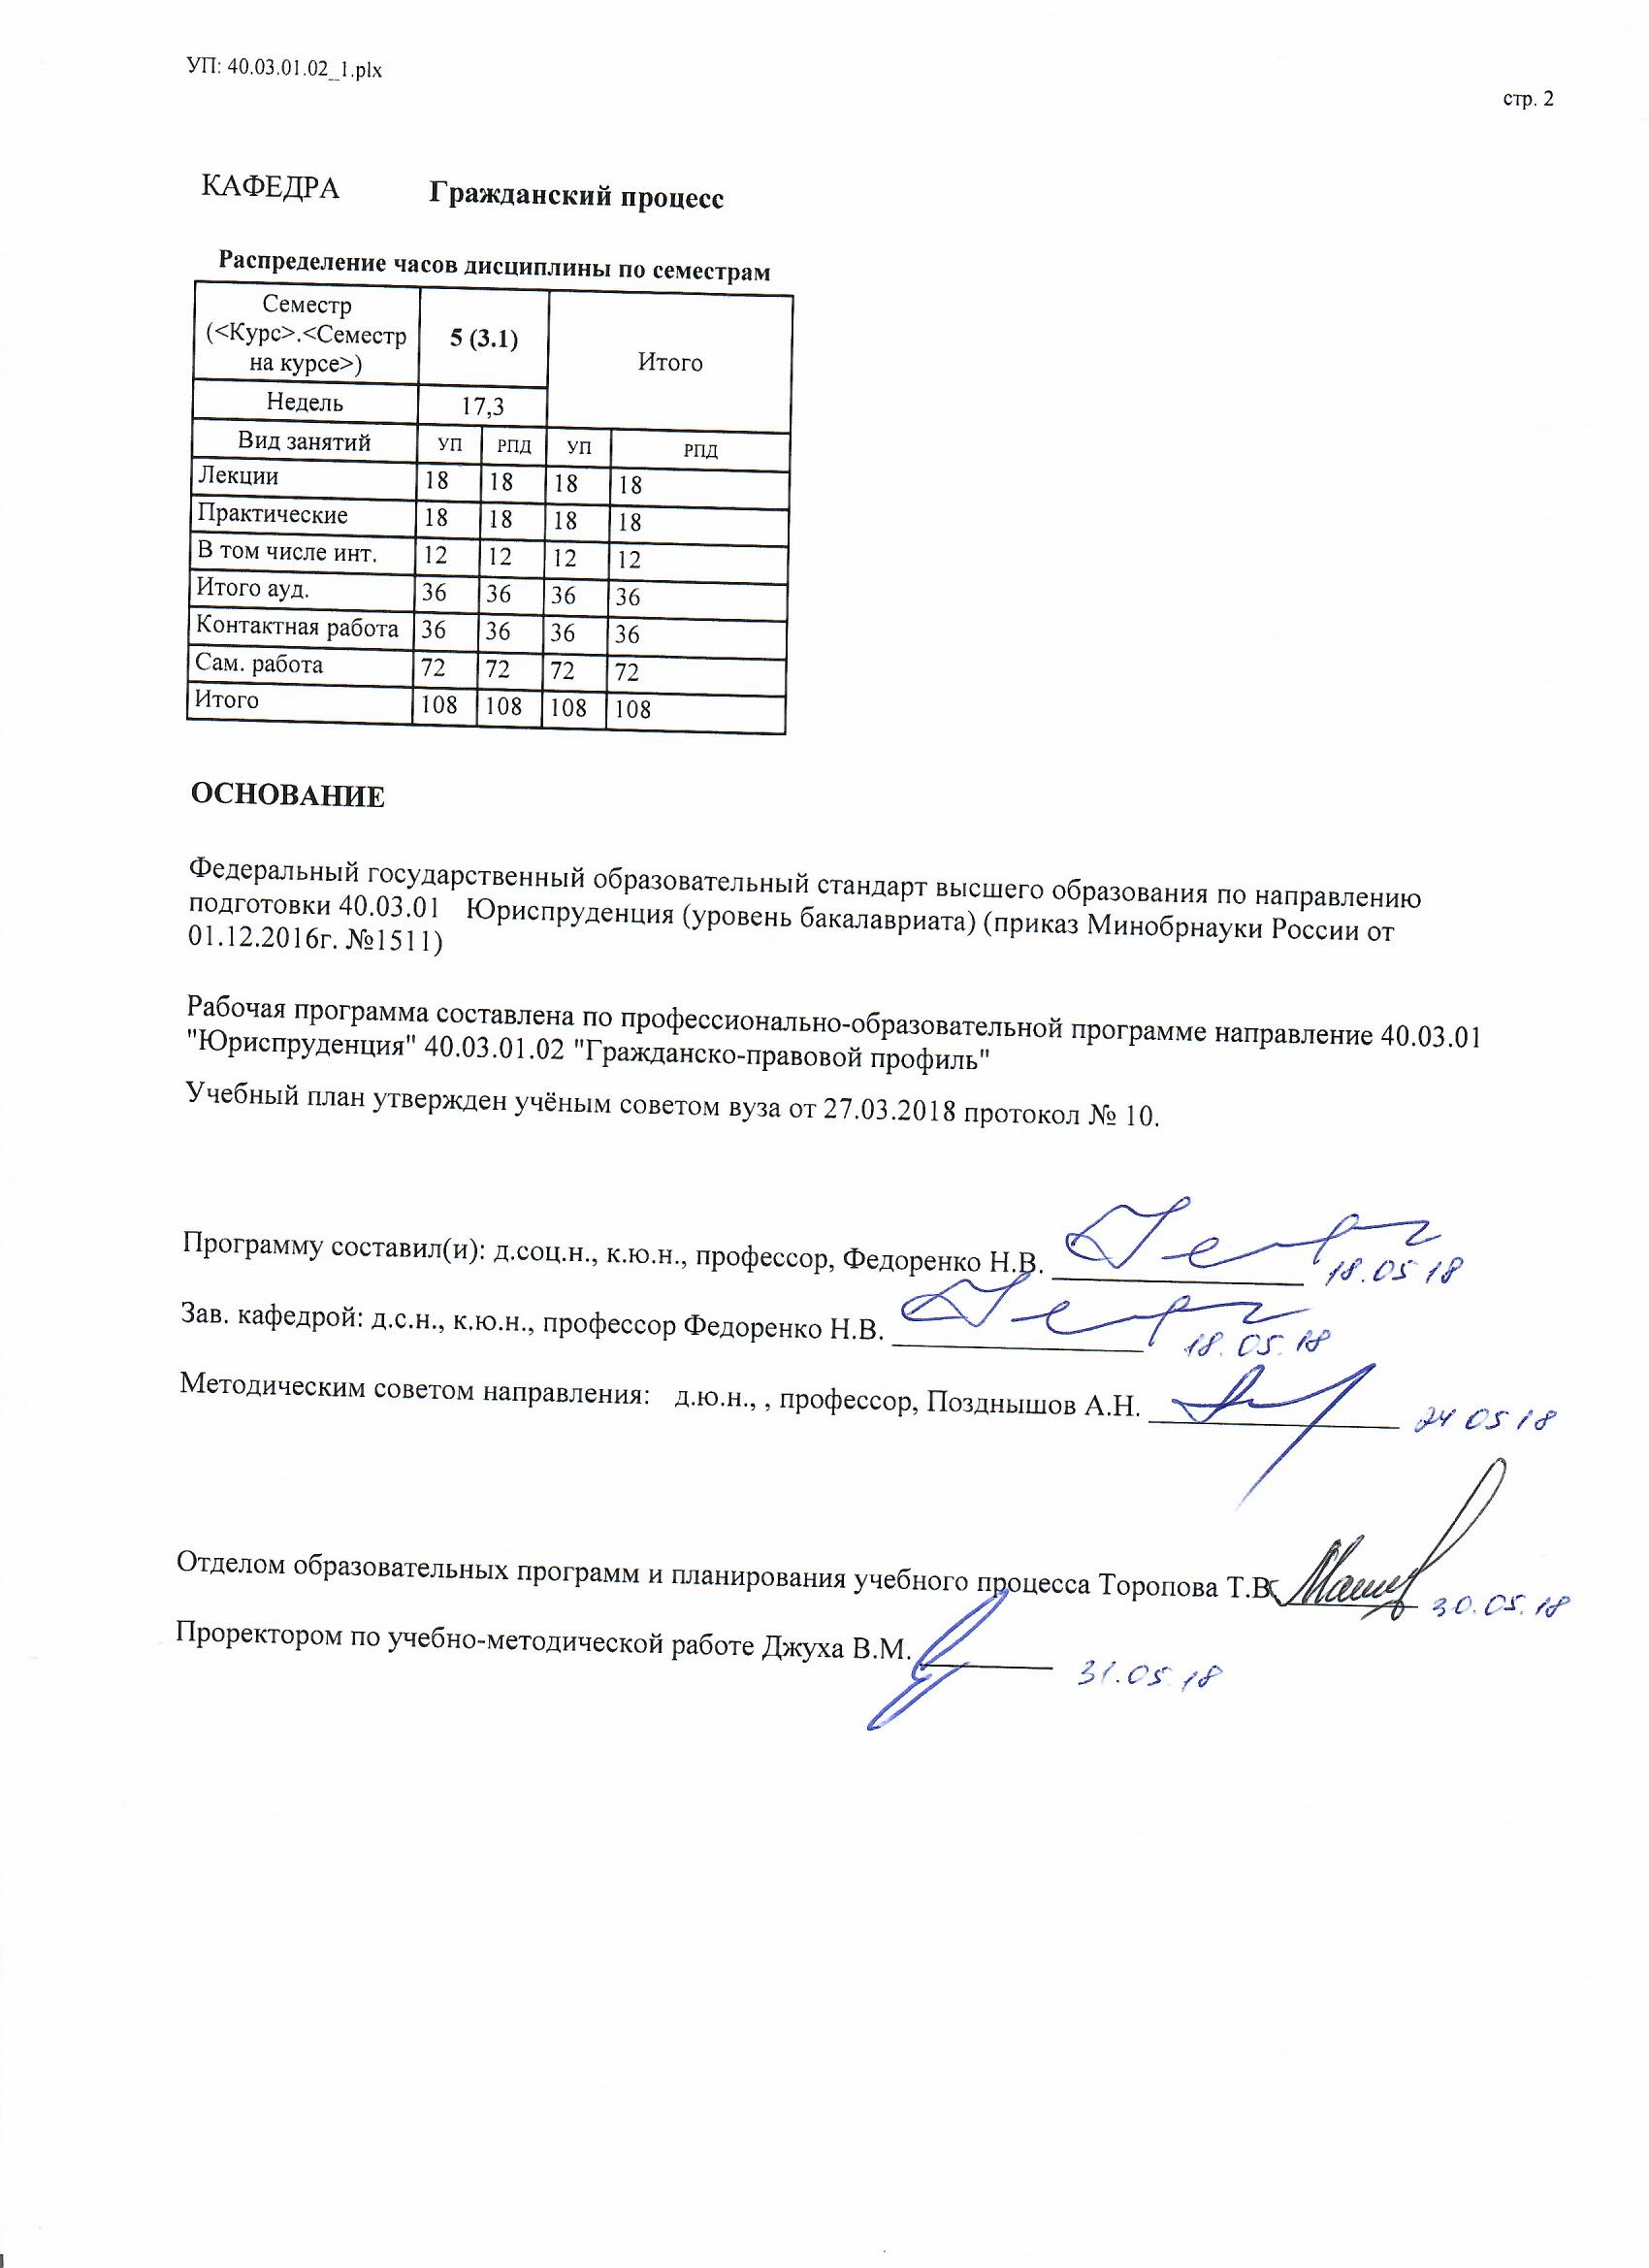 УП: 40.03.01.02_1.plx
стр. 2
КАФЕДРА Гражданский процесс
Распределение часов дисциплины по семестрам
Семестр
(<Курс>.<Семестр
на курсе>)
5 (3.1)
Итого
Недель 17,3
Вид занятий УП РПД УП РПД
Лекции 18 18 18 18
Практические 18 18 18 18
В том числе инт. 12 12 12 12
Итого ауд. 36 36 36 36
Контактная работа 36 36 36 36
Сам. работа 72 72 72 72
Итого 108 108 108 108
ОСНОВАНИЕ
Федеральный государственный образовательный стандарт высшего образования по направлению
подготовки 40.03.01 Юриспруденция (уровень бакалавриата) (приказ Минобрнауки России от
01.12.2016г. №1511)
Рабочая программа составлена по профессионально-образовательной программе направление 40.03.01
"Юриспруденция" 40.03.01.02 "Гражданско-правовой профиль"
Учебный план утвержден учёным советом вуза от 27.03.2018 протокол № 10.
Программу составил(и): д.соц.н., к.ю.н., профессор, Федоренко Н.В. 18.05 18
Зав. кафедрой: д.с.н., к.ю.н., профессор Федоренко Н.В. 18.05.18
Методическим советом направления: д.ю.н., , профессор, Позднышов А.Н. 24 05 18
Отделом образовательных программ и планирования учебного процесса Торопова Т.В. 30.05.18
Проректором по учебно-методической работе Джуха В.М. 31.05.18